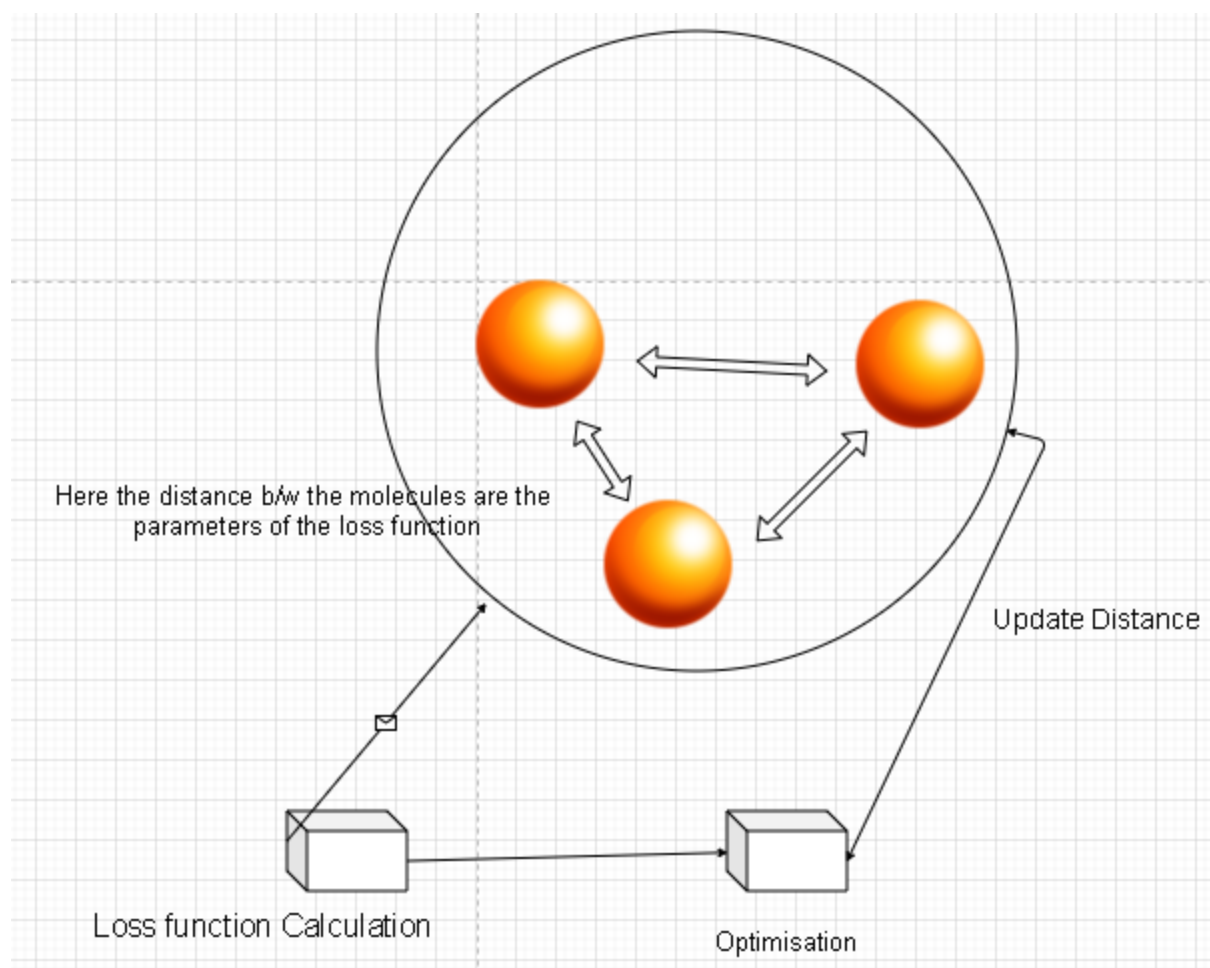 Here the distance b/w the molecules are the
parameters of the loss function
Update Distance
Loss function Calculation
Optimisation